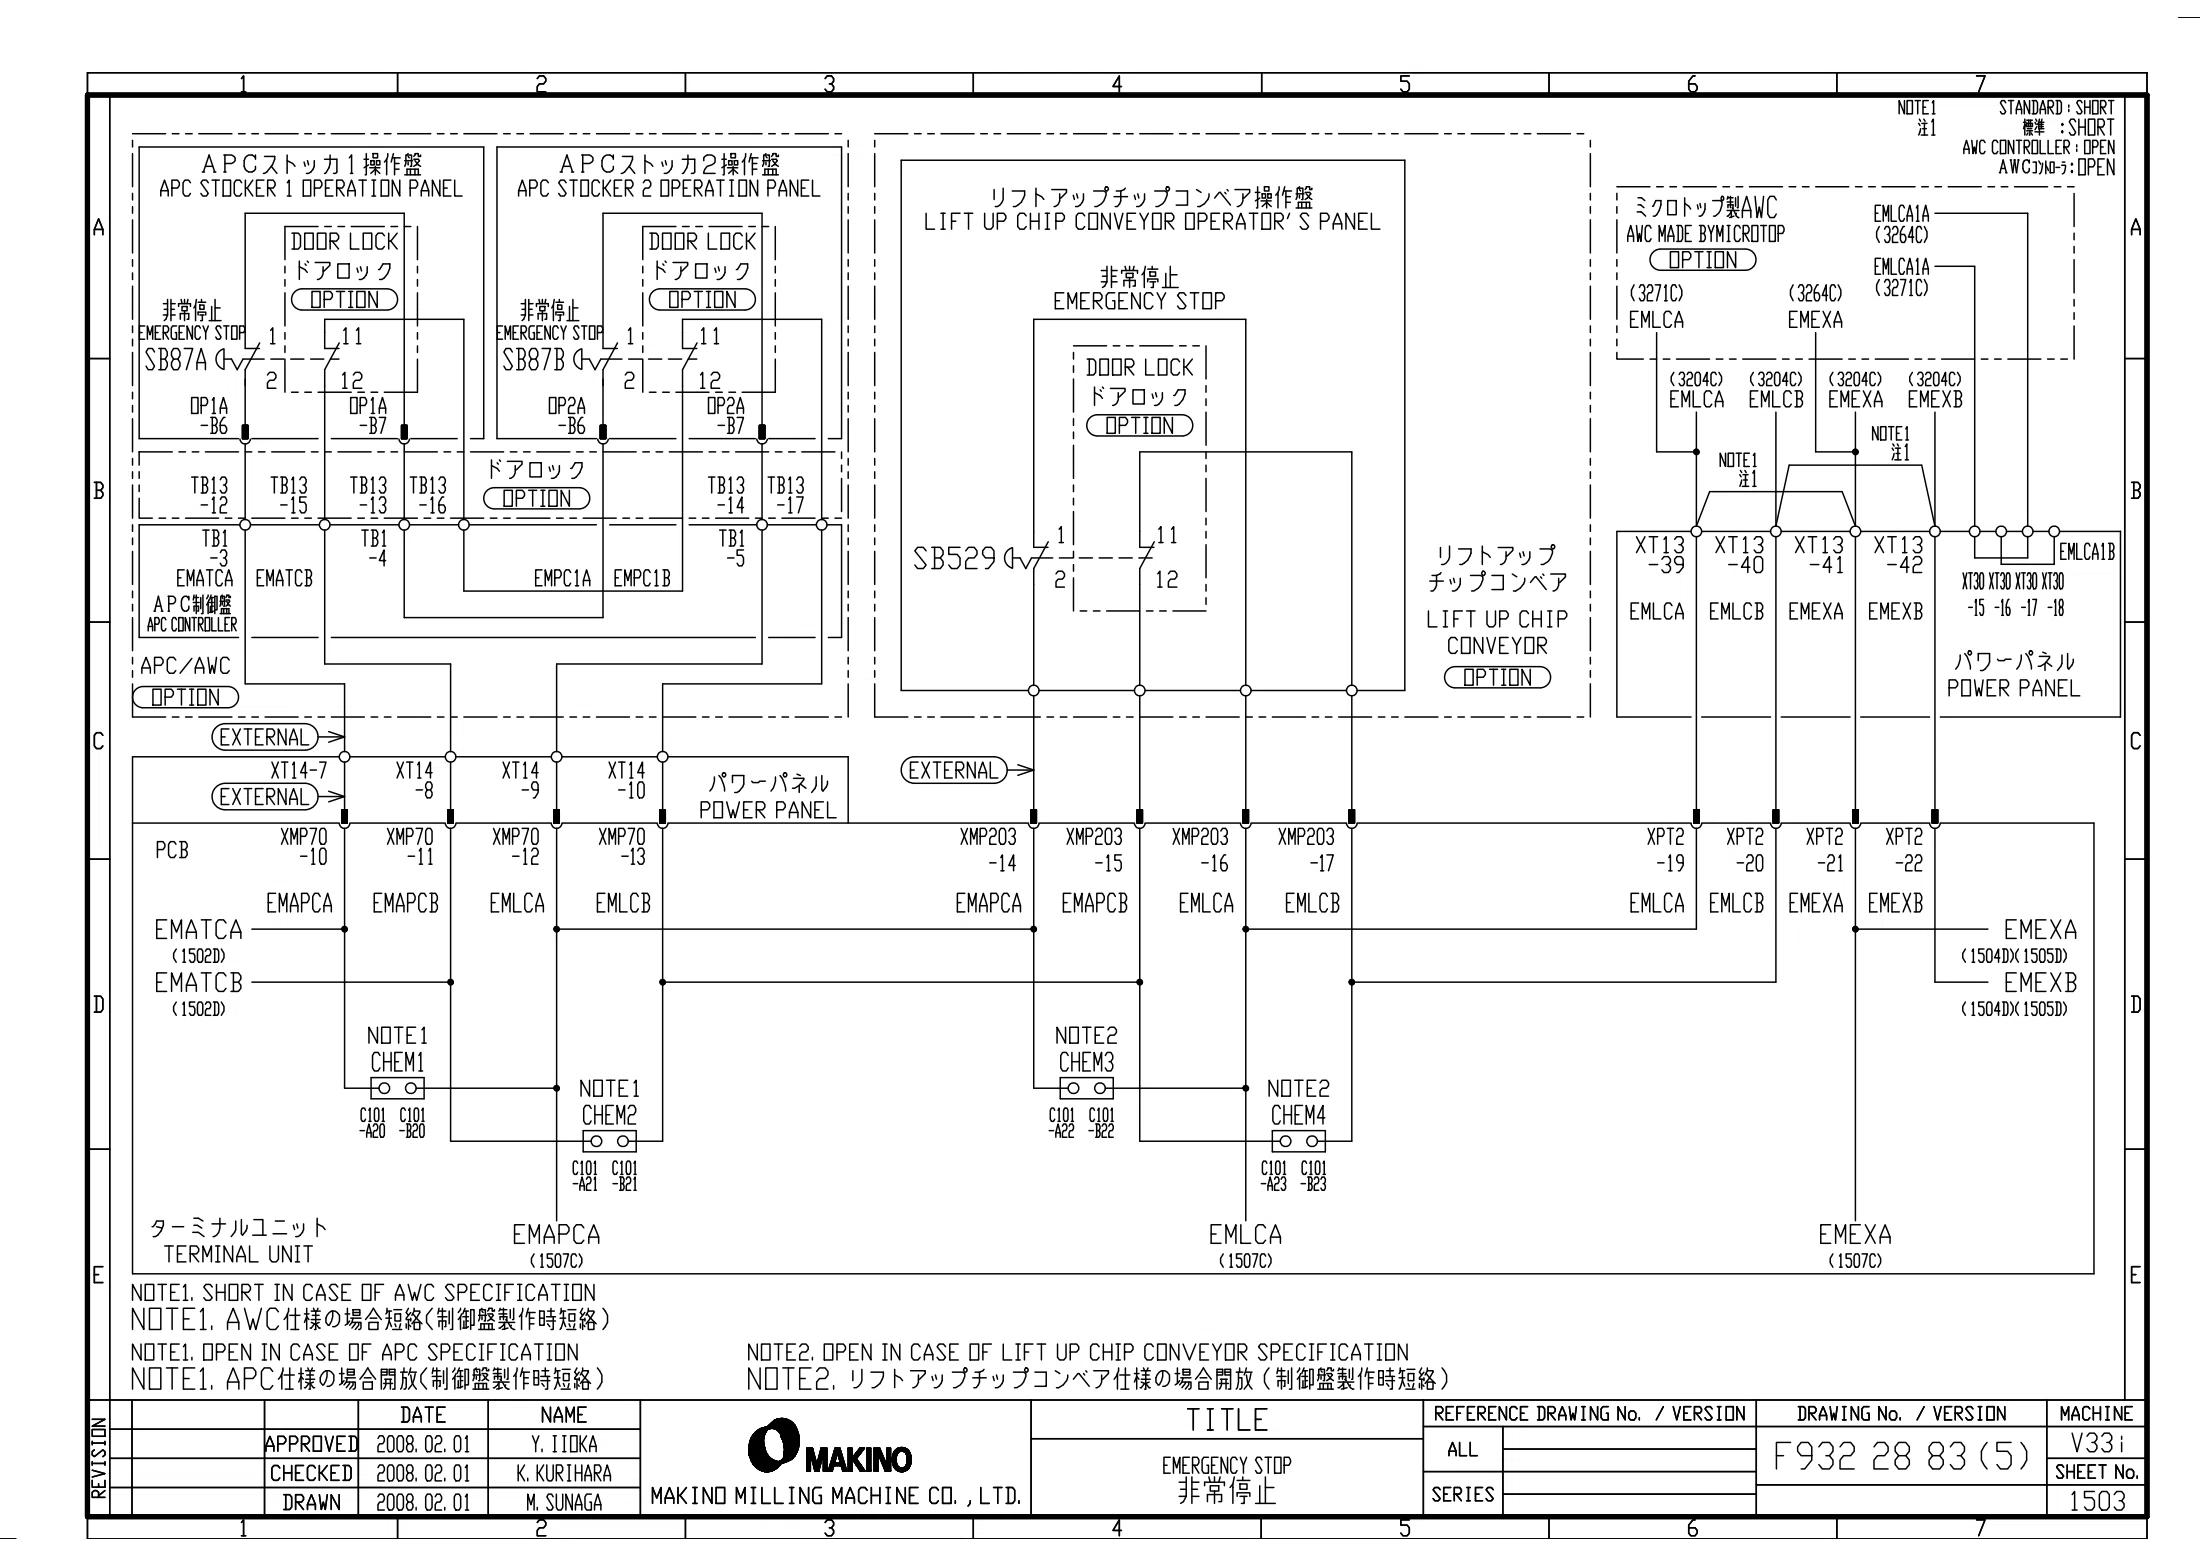 1 2 3 4 5 6 7
NOTE1 STANDARD : SHORT
注1 標準 : SHORT
AWC CONTROLLER : OPEN
AWCコントローラ : OPEN
APCストッカ1操作盤
APC STOCKER 1 OPERATION PANEL
APCストッカ2操作盤
APC STOCKER 2 OPERATION PANEL
リフトアップチップコンベア操作盤
LIFT UP CHIP CONVEYOR OPERATOR'S PANEL
ミクロトップ製AWC
AWC MADE BYMICROTOP
OPTION
EMLCA1A
(3264C)
EMLCA1A
(3271C)
A A
DOOR LOCK
ドアロック
OPTION
DOOR LOCK
ドアロック
OPTION
非常停止
EMERGENCY STOP
SB87A
1
2
11
12
非常停止
EMERGENCY STOP
SB87B
1
2
11
12
非常停止
EMERGENCY STOP
DOOR LOCK
ドアロック
OPTION
(3271C)
EMLCA
(3264C)
EMEXA
(3204C) (3204C) (3204C) (3204C)
EMLCA EMLCB EMEXA EMEXB
NOTE1
注1
NOTE1
注1
OP1A
-B6
OP1A
-B7
OP2A
-B6
OP2A
-B7
B B
ドアロック
OPTION
TB13 TB13 TB13 TB13 TB13 TB13
-12 -15 -13 -16 -14 -17
TB1 TB1 TB1
-3 -4 -5
EMATCA EMATCB EMPC1A EMPC1B
APC制御盤
APC CONTROLLER
APC/AWC
OPTION
SB529
1
2
11
12
リフトアップ
チップコンベア
LIFT UP CHIP
CONVEYOR
OPTION
XT13 XT13 XT13 XT13
-39 -40 -41 -42
EMLCA1B
XT30 XT30 XT30 XT30
-15 -16 -17 -18
EMLCA EMLCB EMEXA EMEXB
パワーパネル
POWER PANEL
C C
EXTERNAL
XT14-7
XT14 XT14 XT14
-8 -9 -10
EXTERNAL
パワーパネル
POWER PANEL
EXTERNAL
PCB
XMP70 XMP70 XMP70 XMP70
-10 -11 -12 -13
XMP203 XMP203 XMP203 XMP203
-14 -15 -16 -17
XPT2 XPT2 XPT2 XPT2
-19 -20 -21 -22
EMAPCA EMAPCB EMLCA EMLCB
EMAPCA EMAPCB EMLCA EMLCB
EMLCA EMLCB EMEXA EMEXB
EMATCA
(1502D)
EMATCB
(1502D)
EMEXA
(1504D)(1505D)
EMEXB
(1504D)(1505D)
D D
NOTE1
CHEM1
C101 C101
-A20 -B20
NOTE1
CHEM2
C101 C101
-A21 -B21
NOTE2
CHEM3
C101 C101
-A22 -B22
NOTE2
CHEM4
C101 C101
-A23 -B23
ターミナルユニット
TERMINAL UNIT
EMAPCA
(1507C)
EMLCA
(1507C)
EMEXA
(1507C)
E E
NOTE1. SHORT IN CASE OF AWC SPECIFICATION
NOTE1. AWC仕様の場合短絡(制御盤製作時短絡)
NOTE1. OPEN IN CASE OF APC SPECIFICATION
NOTE1. APC仕様の場合開放(制御盤製作時短絡)
NOTE2. OPEN IN CASE OF LIFT UP CHIP CONVEYOR SPECIFICATION
NOTE2. リフトアップチップコンベア仕様の場合開放(制御盤製作時短絡)
REVISION
DATE NAME
APPROVED 2008. 02. 01 Y. IIOKA
CHECKED 2008. 02. 01 K. KURIHARA
DRAWN 2008. 02. 01 M. SUNAGA
MAKINO
MAKINO MILLING MACHINE CO., LTD.
TITLE
EMERGENCY STOP
非常停止
REFERENCE DRAWING No. / VERSION
ALL
SERIES
DRAWING No. / VERSION
F932 28 83(5)
MACHINE
V33i
SHEET No.
1503
1 2 3 4 5 6 7